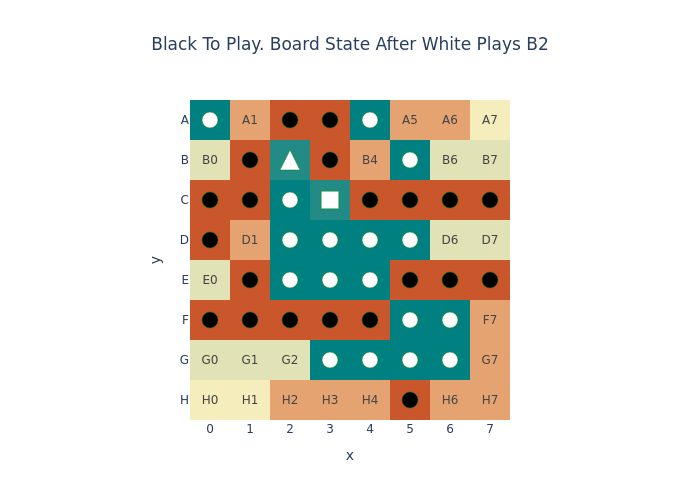 Black To Play. Board State After White Plays B2
A A1 A5 A6 A7
B B0 B4 B6 B7
C
D D1 D6 D7
E E0
F F7
G G0 G1 G2 G7
H H0 H1 H2 H3 H4 H6 H7
0 1 2 3 4 5 6 7
x
y